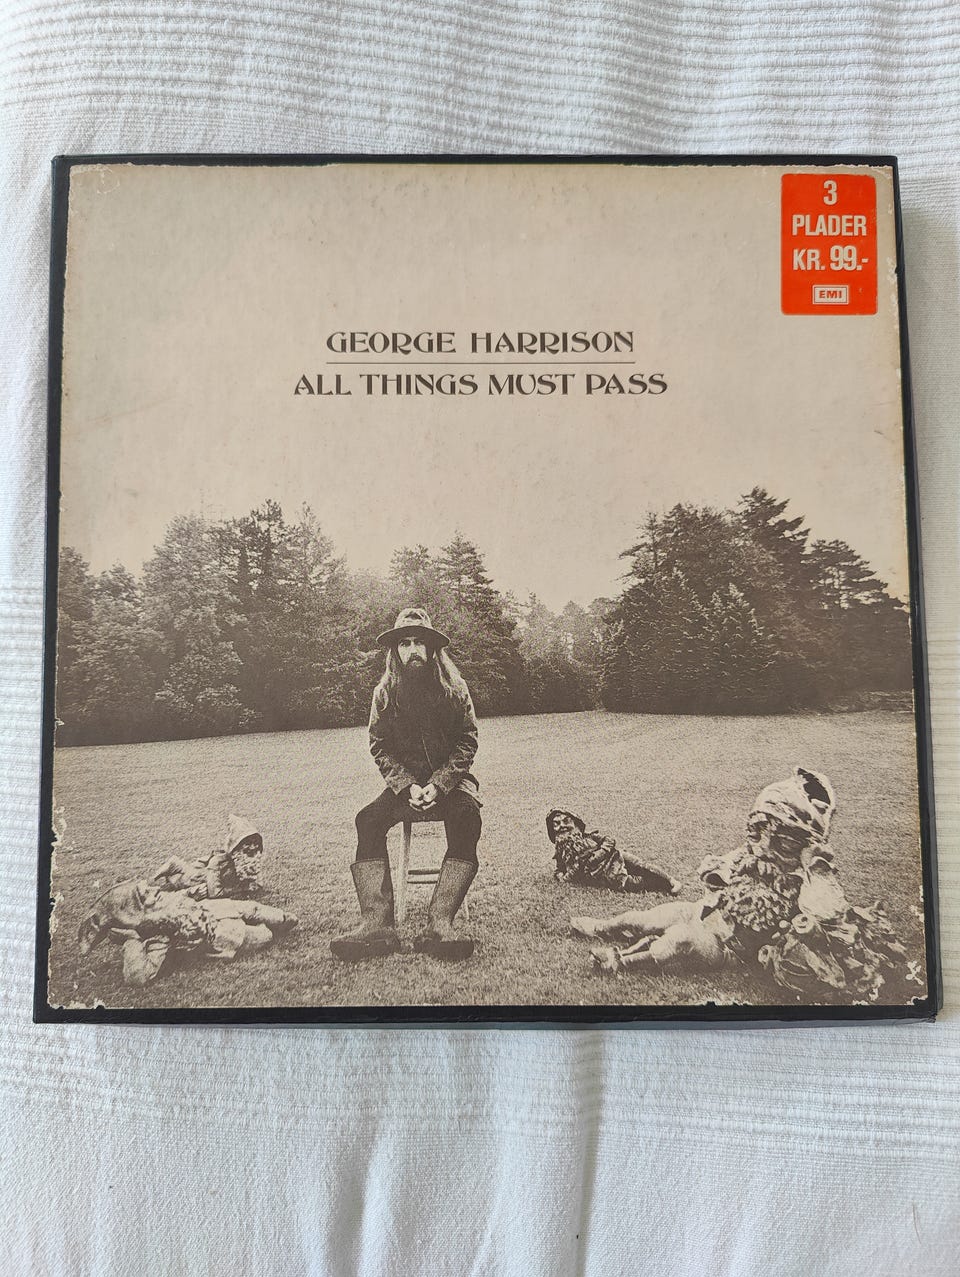 3
PLADER
KR. 99.-
EMI
GEORGE HARRISON
ALL THINGS MUST PASS